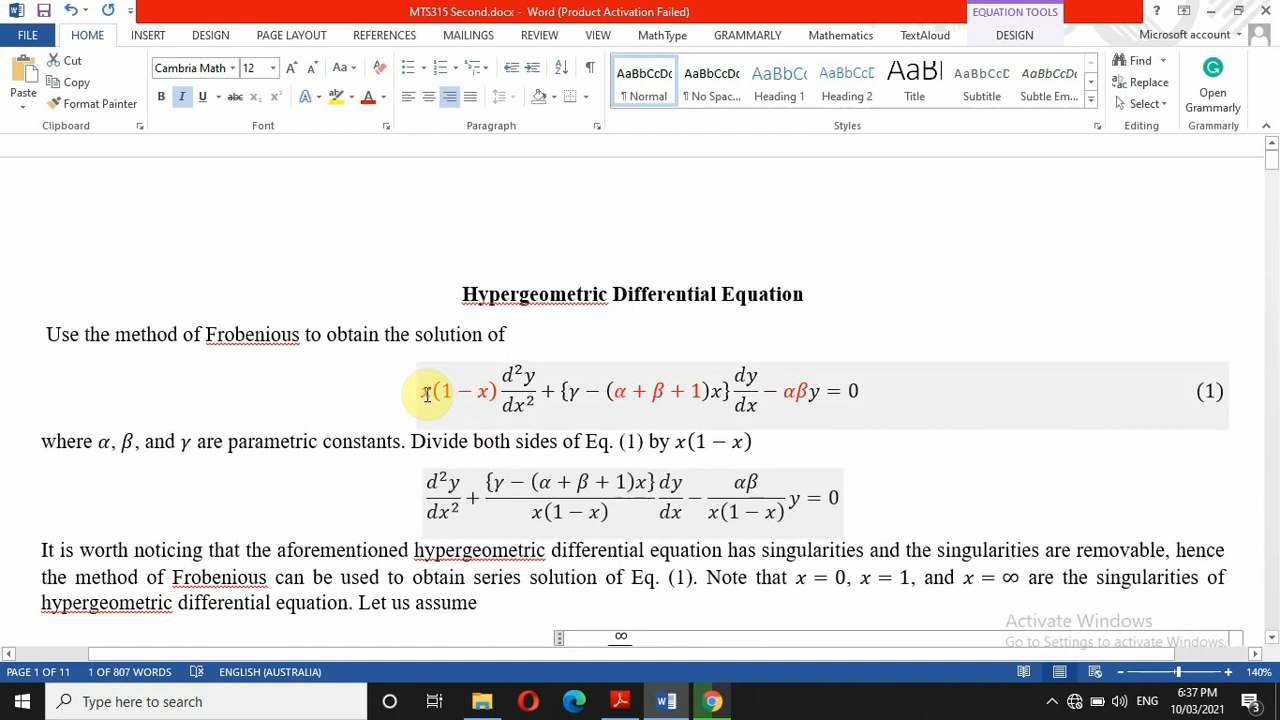 MTS315 Second.docx - Word (Product Activation Failed)
EQUATION TOOLS
?
FILE HOME INSERT DESIGN PAGE LAYOUT REFERENCES MAILINGS REVIEW VIEW MathType GRAMMARLY Mathematics TextAloud DESIGN Microsoft account
Paste
Cut
Copy
Format Painter
Cambria Math 12
B I U abc x₂ x²
AaBbCcDc AaBbCcDc AaBbCc AaBbCc AaBl AaBbCcD AaBbCcDc
¶ Normal ¶ No Spac... Heading 1 Heading 2 Title Subtitle Subtle Em...
Find
Replace
Select
Open
Grammarly
Clipboard Font Paragraph Styles Editing Grammarly
Hypergeometric Differential Equation
Use the method of Frobenious to obtain the solution of
x(1 − x) d²y/dx² + {γ − (α + β + 1)x} dy/dx − αβy = 0 (1)
where α, β, and γ are parametric constants. Divide both sides of Eq. (1) by x(1 − x)
d²y/dx² + {γ − (α + β + 1)x}/x(1 − x) dy/dx − αβ/x(1 − x) y = 0
It is worth noticing that the aforementioned hypergeometric differential equation has singularities and the singularities are removable, hence
the method of Frobenious can be used to obtain series solution of Eq. (1). Note that x = 0, x = 1, and x = ∞ are the singularities of
hypergeometric differential equation. Let us assume
∞
Activate Windows
Go to Settings to activate Windows.
PAGE 1 OF 11 1 OF 807 WORDS ENGLISH (AUSTRALIA) 140%
Type here to search
ENG
6:37 PM
10/03/2021
3